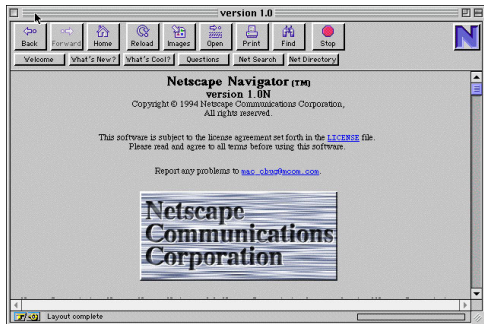 version 1.0
Back Forward Home Reload Images Open Print Find Stop
N
Welcome What's New? What's Cool? Questions Net Search Net Directory
Netscape Navigator (TM)
version 1.0N
Copyright © 1994 Netscape Communications Corporation,
All rights reserved.
This software is subject to the license agreement set forth in the LICENSE file.
Please read and agree to all terms before using this software.
Report any problems to mac_cbug@mcom.com.
Netscape
Communications
Corporation
Layout complete